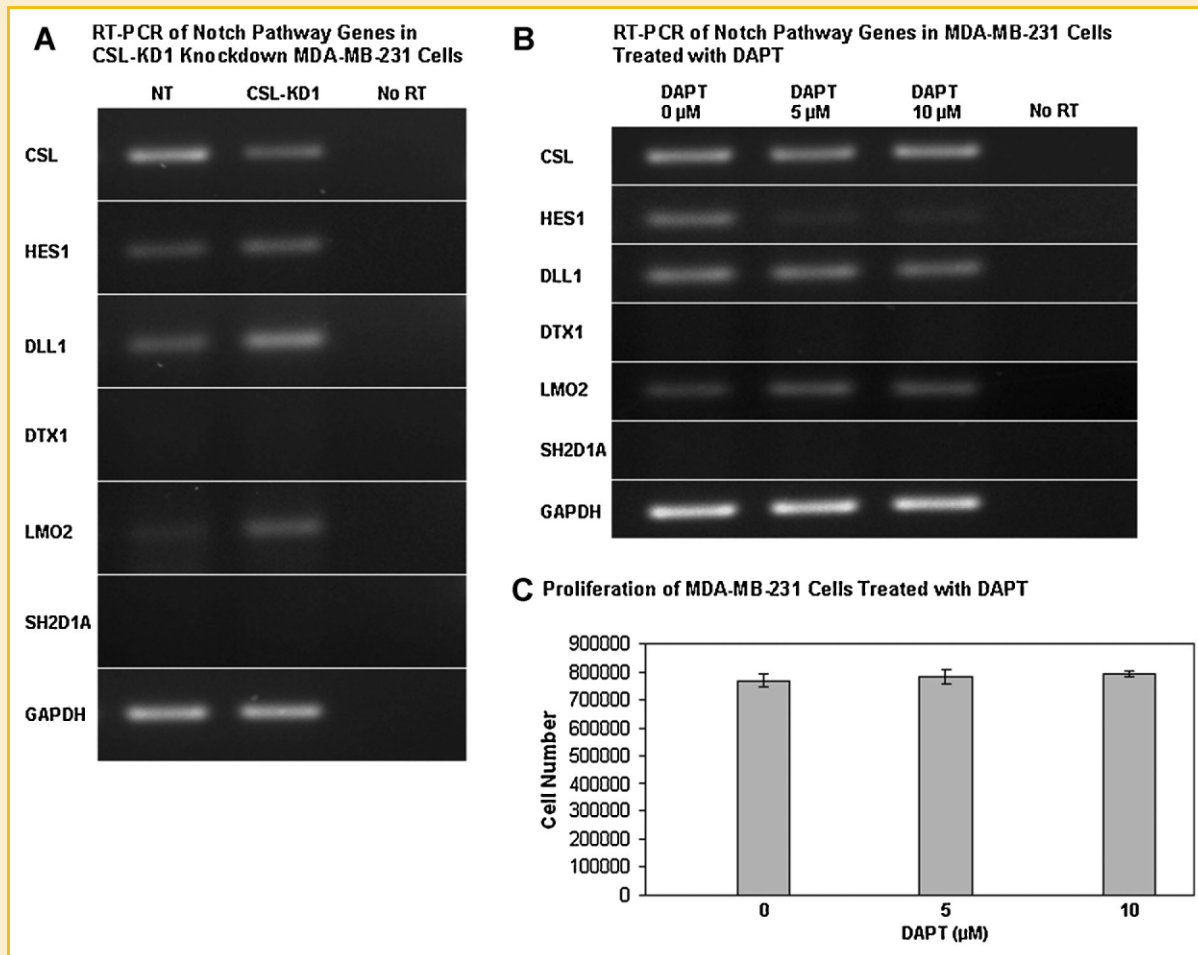 A
RT-PCR of Notch Pathway Genes in
CSL-KD1 Knockdown MDA-MB-231 Cells
NT CSL-KD1 No RT
CSL
HES1
DLL1
DTX1
LMO2
SH2D1A
GAPDH
B
RT-PCR of Notch Pathway Genes in MDA-MB-231 Cells
Treated with DAPT
DAPT DAPT DAPT
0 µM 5 µM 10 µM No RT
CSL
HES1
DLL1
DTX1
LMO2
SH2D1A
GAPDH
C Proliferation of MDA-MB-231 Cells Treated with DAPT
900000
800000
700000
600000
500000
400000
300000
200000
100000
0
Cell Number
0 5 10
DAPT (µM)